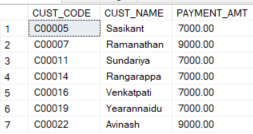 CUST_CODE CUST_NAME PAYMENT_AMT
1 C00005 Sasikant 7000.00
2 C00007 Ramanathan 9000.00
3 C00011 Sundariya 7000.00
4 C00014 Rangarappa 7000.00
5 C00016 Venkatpati 7000.00
6 C00019 Yearannaidu 7000.00
7 C00022 Avinash 9000.00